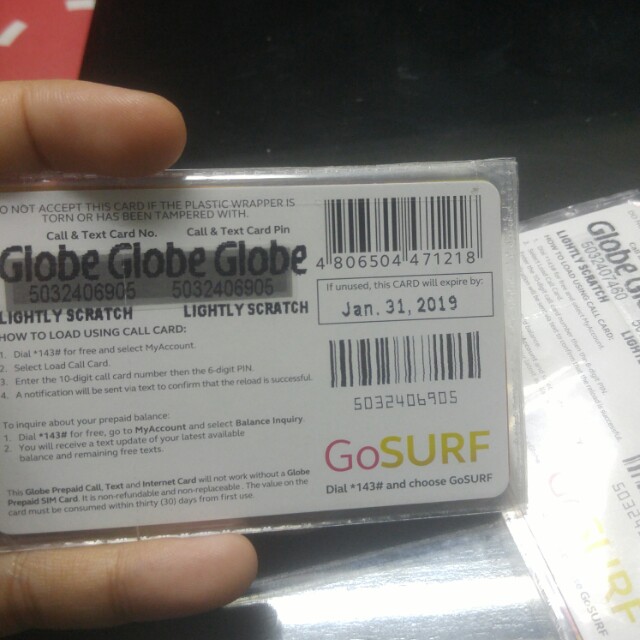 O NOT ACCEPT THIS CARD IF THE PLASTIC WRAPPER IS
TORN OR HAS BEEN TAMPERED WITH.
Call & Text Card No. Call & Text Card Pin
Globe Globe Globe
5032406905 5032406905
LIGHTLY SCRATCH LIGHTLY SCRATCH
HOW TO LOAD USING CALL CARD:
1. Dial *143# for free and select MyAccount.
2. Select Load Call Card.
3. Enter the 10-digit call card number then the 6-digit PIN.
4. A notification will be sent via text to confirm that the reload is successful.
To inquire about your prepaid balance:
1. Dial *143# for free, go to MyAccount and select Balance Inquiry
2. You will receive a text update of your latest available
balance and remaining free texts.
This Globe Prepaid Call, Text and Internet Card will not work without a Globe
Prepaid SIM Card. It is non-refundable and non-replaceable. The value on the
card must be consumed within thirty (30) days from first use.
4 806504 471218
If unused, this CARD will expire by:
Jan. 31, 2019
5032406905
GoSURF
Dial *143# and choose GoSURF
Globe
5032407480
LIGHTLY SCRATCH
HOW TO LOAD USING CALL CARD: